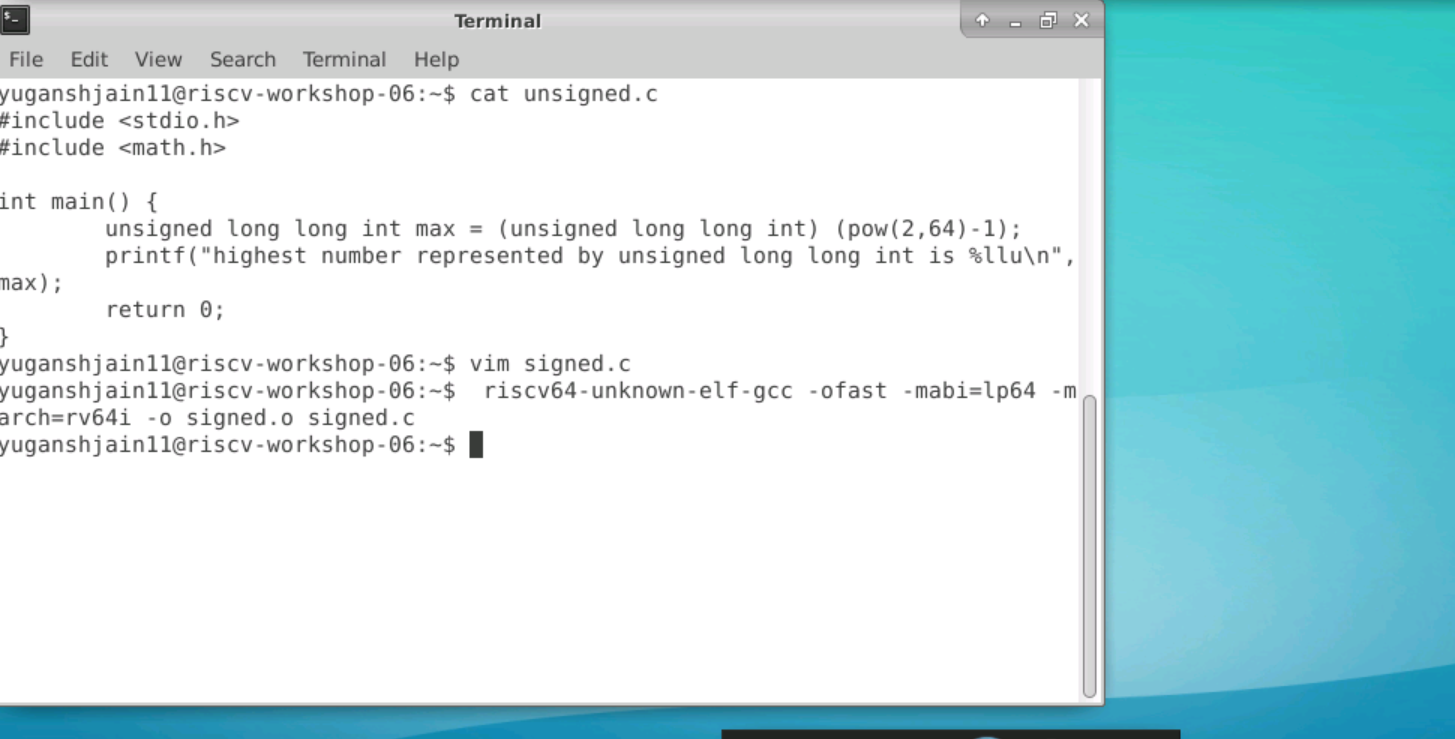 Terminal
File Edit View Search Terminal Help
yuganshjain11@riscv-workshop-06:~$ cat unsigned.c
#include <stdio.h>
#include <math.h>
int main() {
unsigned long long int max = (unsigned long long int) (pow(2,64)-1);
printf("highest number represented by unsigned long long int is %llu\n",
max);
return 0;
}
yuganshjain11@riscv-workshop-06:~$ vim signed.c
yuganshjain11@riscv-workshop-06:~$  riscv64-unknown-elf-gcc -ofast -mabi=lp64 -m
arch=rv64i -o signed.o signed.c
yuganshjain11@riscv-workshop-06:~$